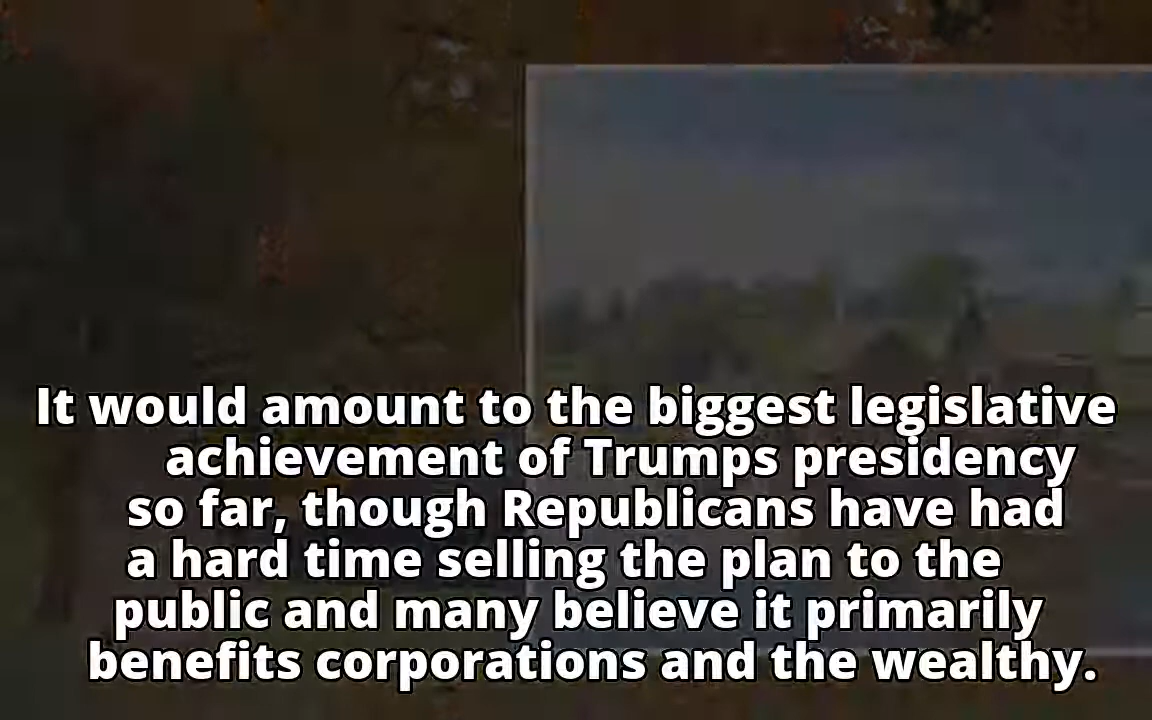 It would amount to the biggest legislative
achievement of Trumps presidency
so far, though Republicans have had
a hard time selling the plan to the
public and many believe it primarily
benefits corporations and the wealthy.